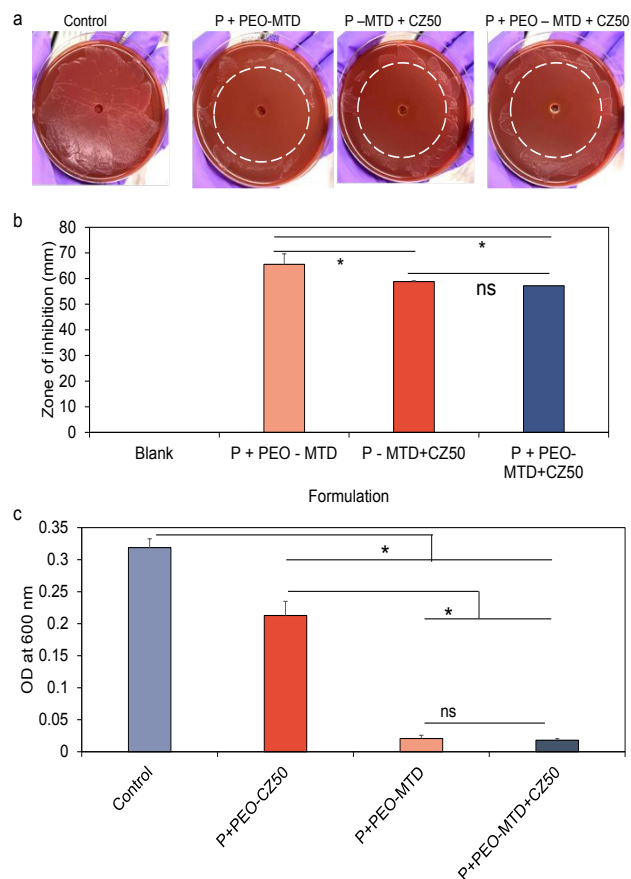 a
Control
P + PEO-MTD
P –MTD + CZ50
P + PEO – MTD + CZ50
b
Zone of inhibition (mm)
80
70
60
50
40
30
20
10
0
*
*
ns
Blank
P + PEO - MTD
P - MTD+CZ50
P + PEO-
MTD+CZ50
Formulation
c
OD at 600 nm
0.35
0.3
0.25
0.2
0.15
0.1
0.05
0
*
*
ns
Control
P+PEO-CZ50
P+PEO-MTD
P+PEO-MTD+CZ50